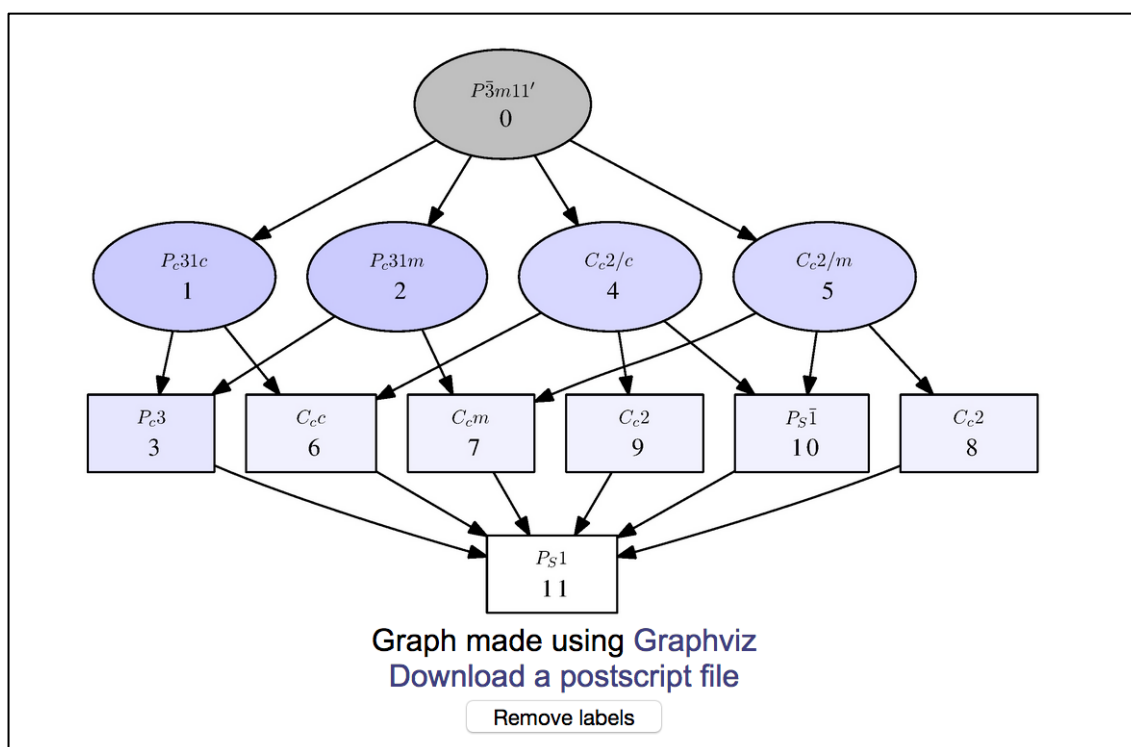 P3̄m11′
0
P_c31c
1
P_c31m
2
C_c2/c
4
C_c2/m
5
P_c3
3
C_cc
6
C_cm
7
C_c2
9
P_S1̄
10
C_c2
8
P_S1
11
Graph made using Graphviz
Download a postscript file
Remove labels